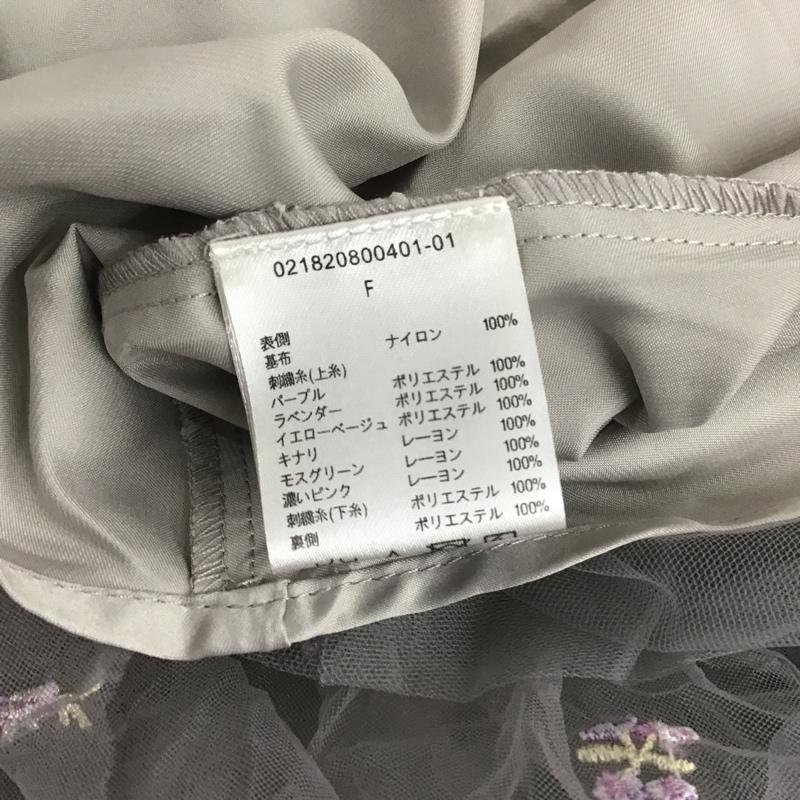 021820800401-01
F
表側
基布 ナイロン 100%
刺繍糸(上糸)
パープル ポリエステル 100%
ラベンダー ポリエステル 100%
イエローベージュ ポリエステル 100%
キナリ レーヨン 100%
モスグリーン レーヨン 100%
濃いピンク レーヨン 100%
刺繍糸(下糸) ポリエステル 100%
裏側 ポリエステル 100%